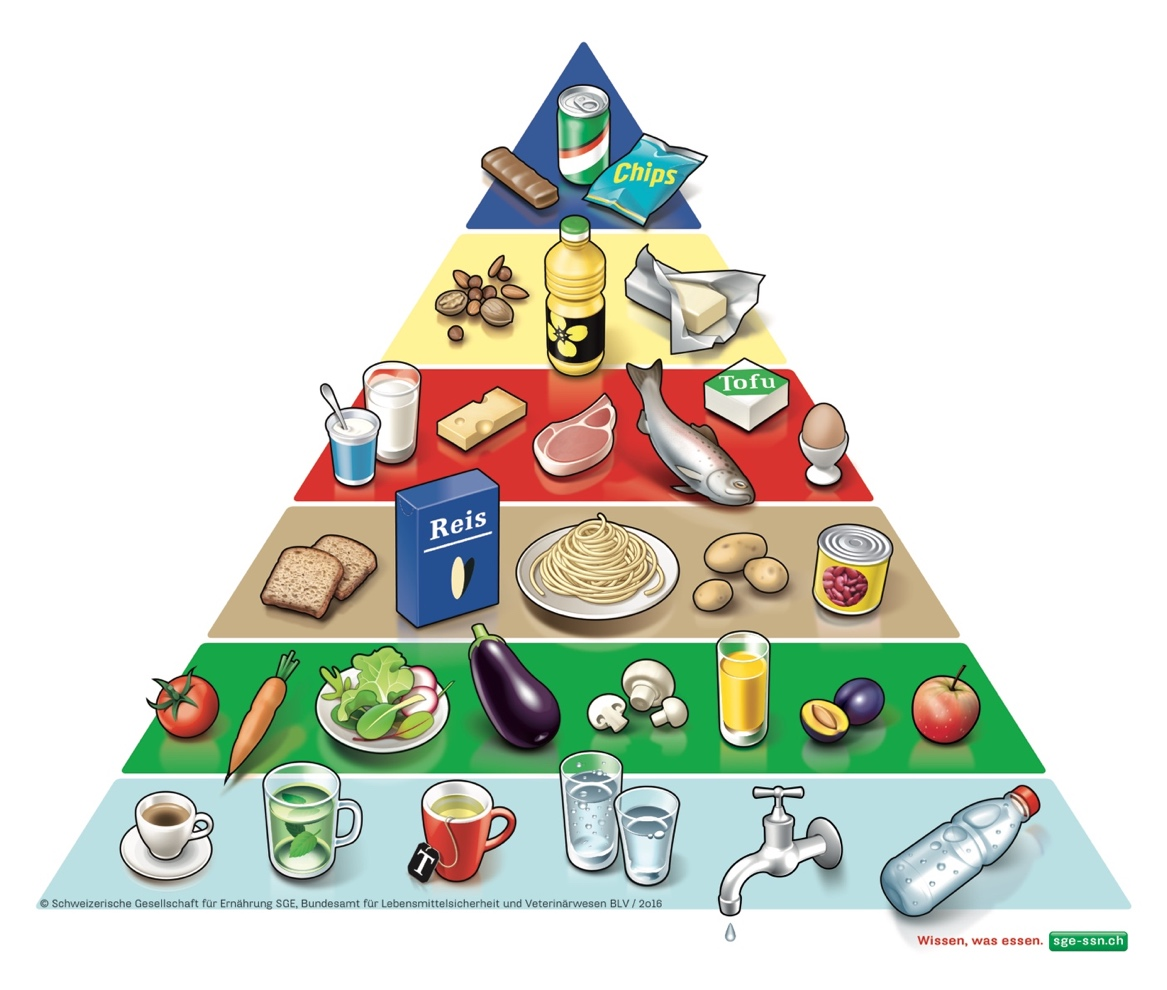 Chips
Tofu
Reis
T
© Schweizerische Gesellschaft für Ernährung SGE, Bundesamt für Lebensmittelsicherheit und Veterinärwesen BLV / 2016
Wissen, was essen. sge-ssn.ch